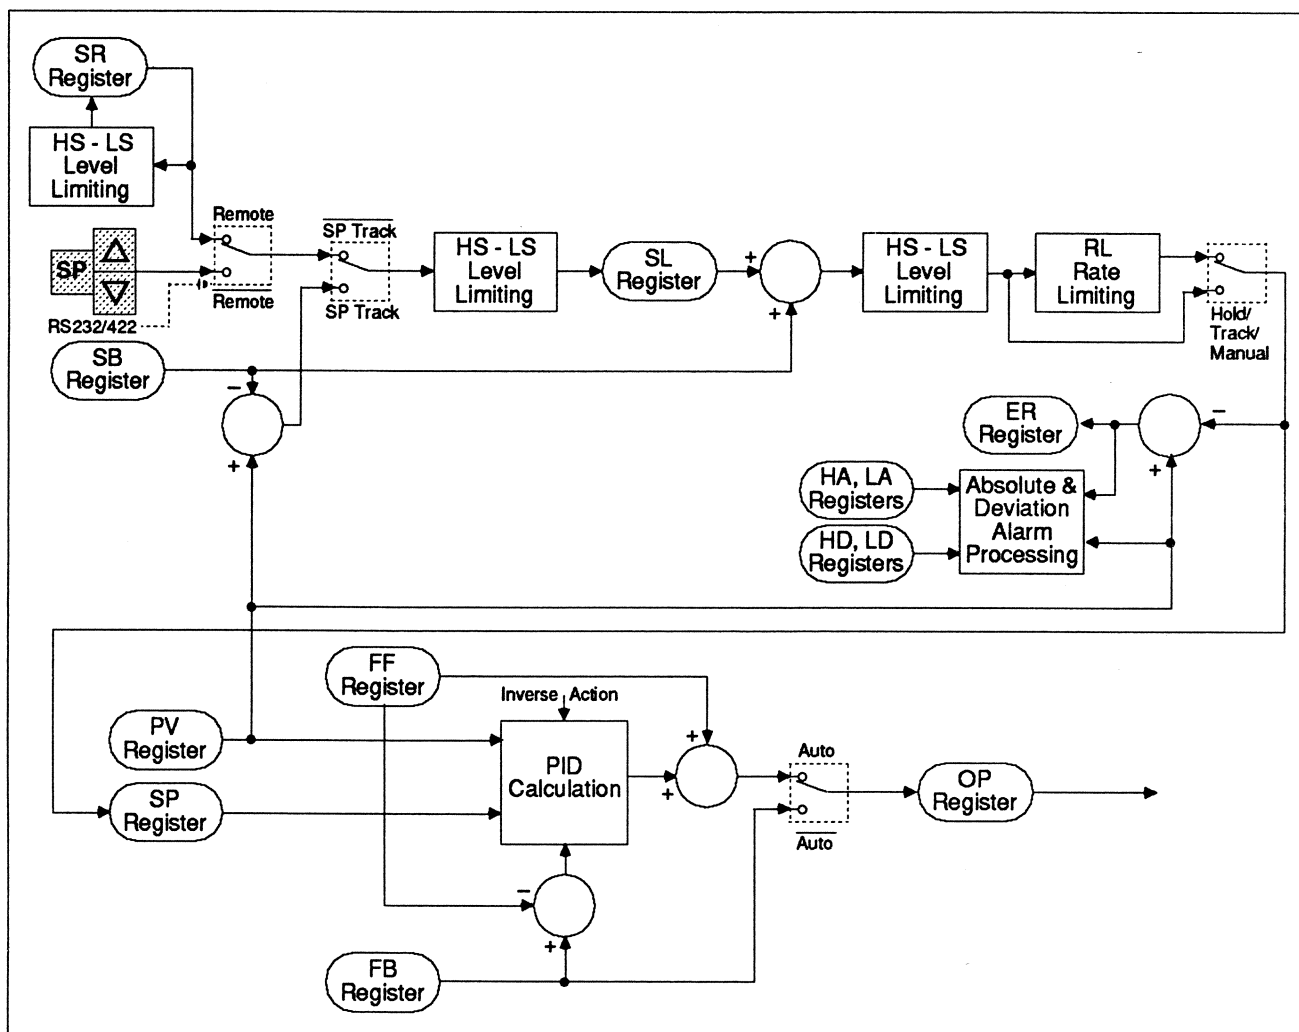 SR
Register
HS - LS
Level
Limiting
Remote
SP Track
SP
Remote
SP Track
RS232/422
HS - LS
Level
Limiting
SL
Register
+
+
HS - LS
Level
Limiting
RL
Rate
Limiting
Hold/
Track/
Manual
SB
Register
−
+
ER
Register
−
+
HA, LA
Registers
HD, LD
Registers
Absolute &
Deviation
Alarm
Processing
FF
Register
Inverse Action
PV
Register
SP
Register
PID
Calculation
+
+
Auto
Auto
OP
Register
−
+
FB
Register